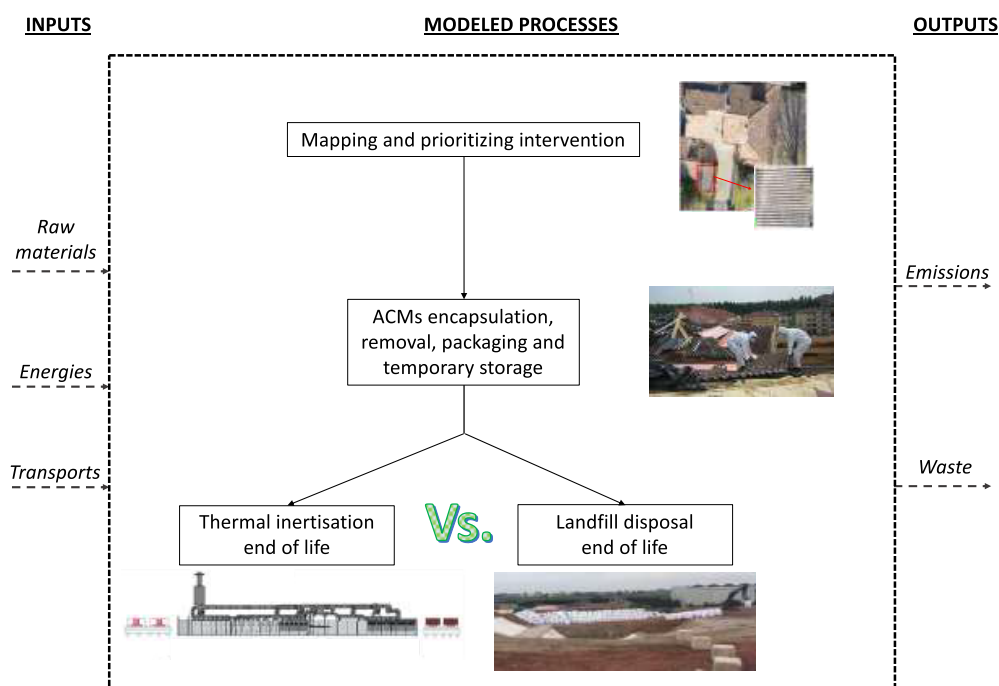 INPUTS
MODELED PROCESSES
OUTPUTS
Mapping and prioritizing intervention
Raw
materials
Emissions
ACMs encapsulation,
removal, packaging and
temporary storage
Energies
Transports
Waste
Thermal inertisation
end of life
Vs.
Landfill disposal
end of life